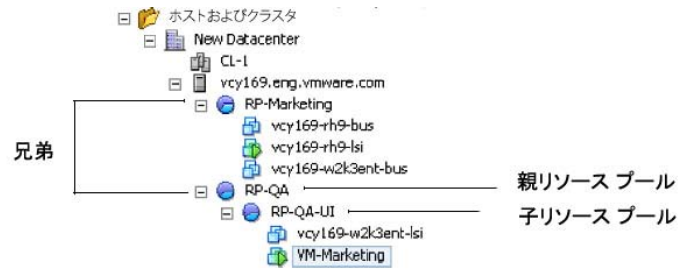 ホストおよびクラスタ
New Datacenter
CL-1
vcy169.eng.vmware.com
RP-Marketing
vcy169-rh9-bus
兄弟
vcy169-rh9-lsi
vcy169-w2k3ent-bus
RP-QA
親リソース プール
RP-QA-UI
子リソース プール
vcy169-w2k3ent-lsi
VM-Marketing